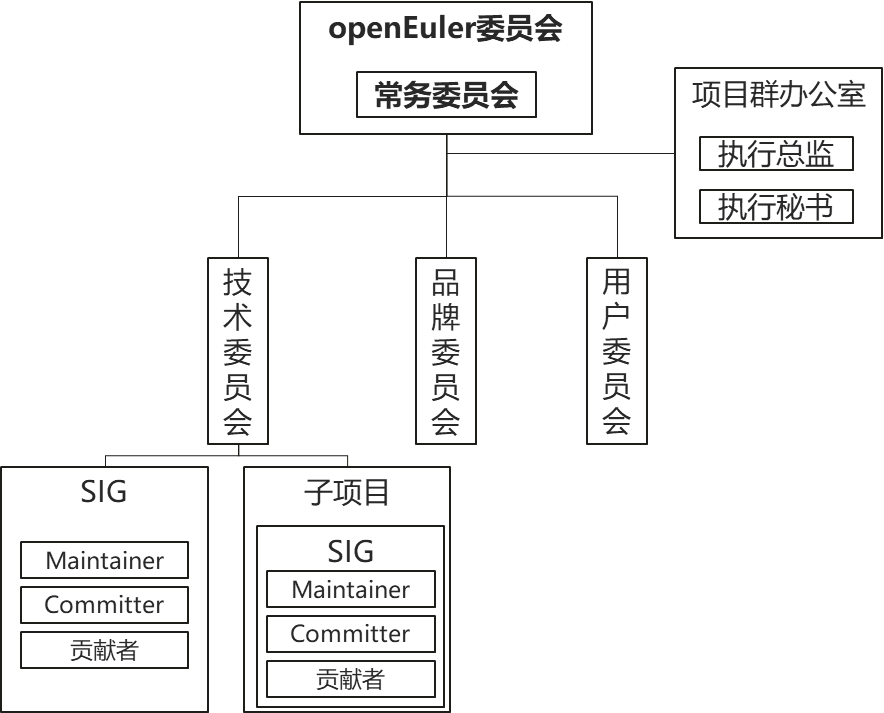 openEuler委员会
常务委员会
项目群办公室
执行总监
执行秘书
技术委员会
品牌委员会
用户委员会
SIG
Maintainer
Committer
贡献者
子项目
SIG
Maintainer
Committer
贡献者